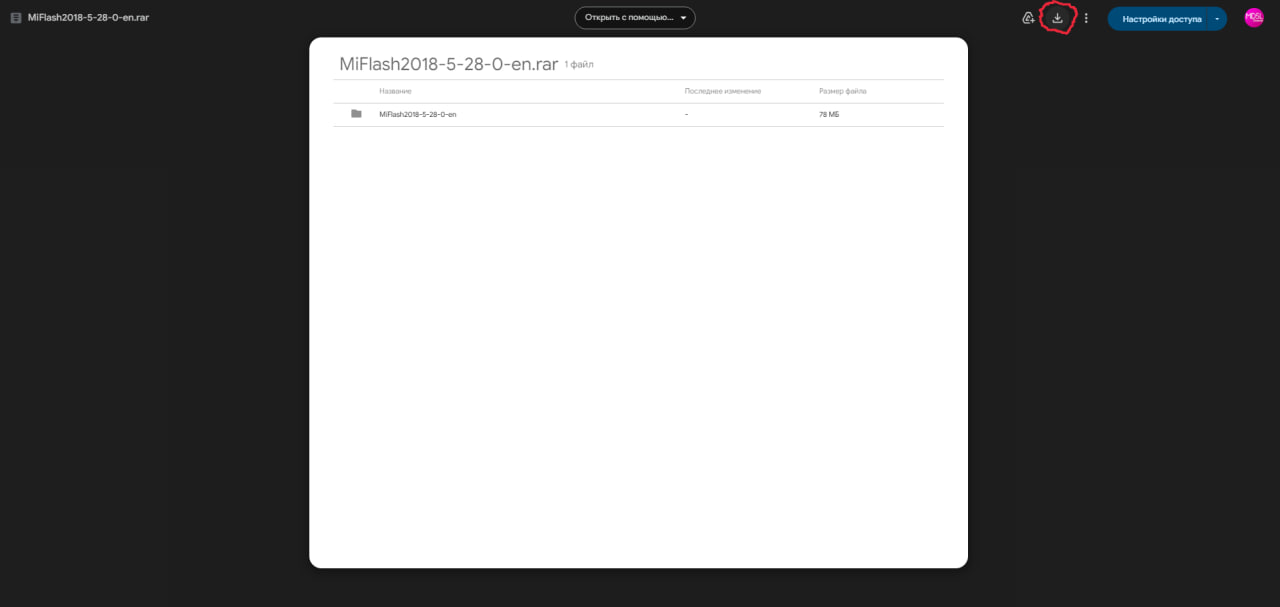 MiFlash2018-5-28-0-en.rar
Открыть с помощью...
Настройки доступа
MDSL
MiFlash2018-5-28-0-en.rar 1 файл
Название Последнее изменение Размер файла
MiFlash2018-5-28-0-en - 78 МБ